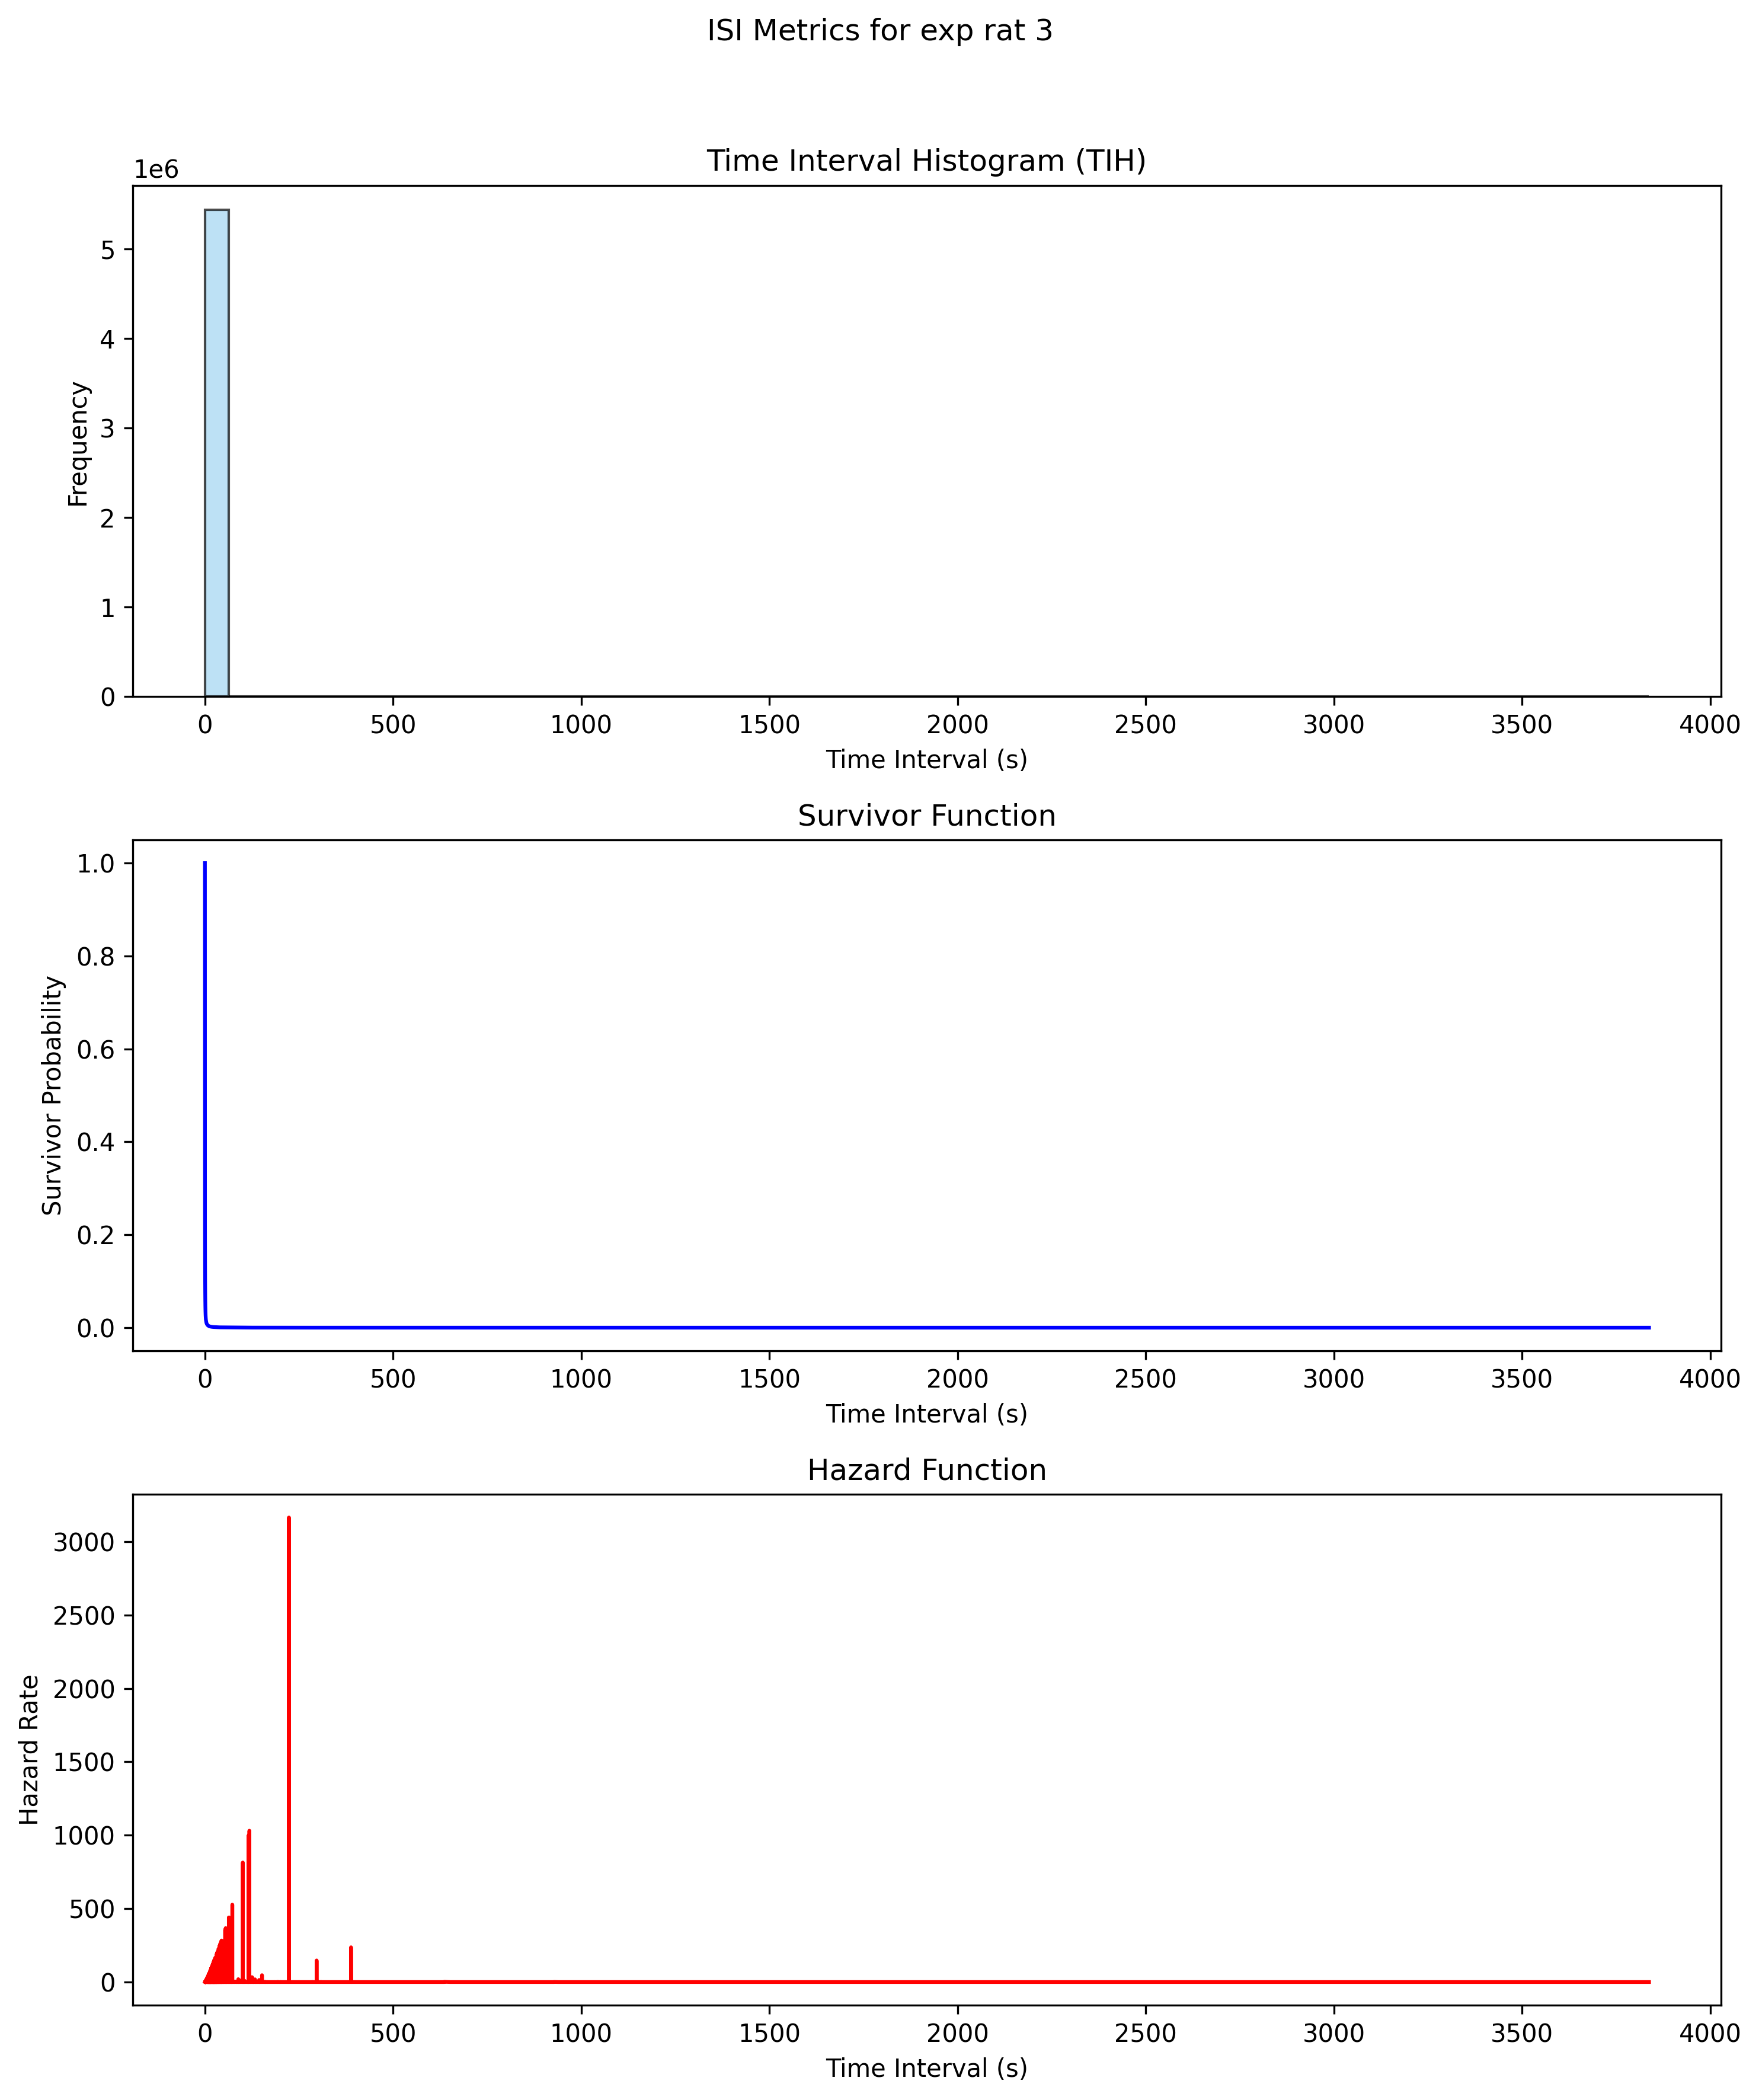 ISI Metrics for exp rat 3
Time Interval Histogram (TIH)
1e6
5
4
3
2
1
0
Frequency
0 500 1000 1500 2000 2500 3000 3500 4000
Time Interval (s)
Survivor Function
1.0
0.8
0.6
0.4
0.2
0.0
Survivor Probability
0 500 1000 1500 2000 2500 3000 3500 4000
Time Interval (s)
Hazard Function
3000
2500
2000
1500
1000
500
0
Hazard Rate
0 500 1000 1500 2000 2500 3000 3500 4000
Time Interval (s)